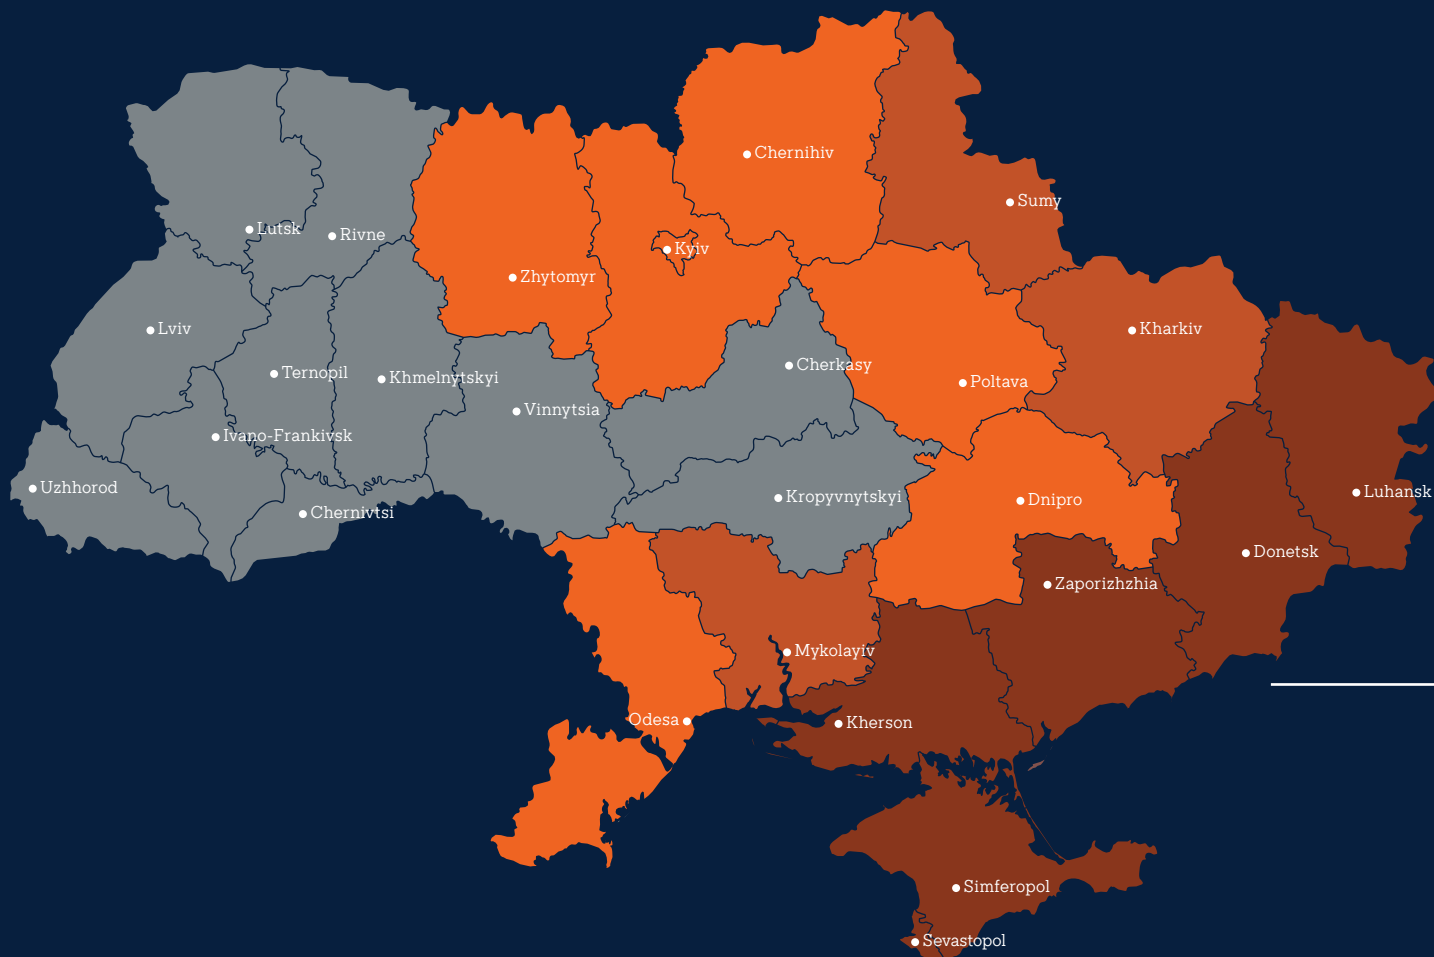 Chernihiv
Sumy
Lutsk
Rivne
Kyiv
Zhytomyr
Lviv
Kharkiv
Ternopil
Khmelnytskyi
Cherkasy
Poltava
Vinnytsia
Ivano-Frankivsk
Uzhhorod
Kropyvnytskyi
Dnipro
Luhansk
Chernivtsi
Donetsk
Zaporizhzhia
Mykolayiv
Odesa
Kherson
Simferopol
Sevastopol